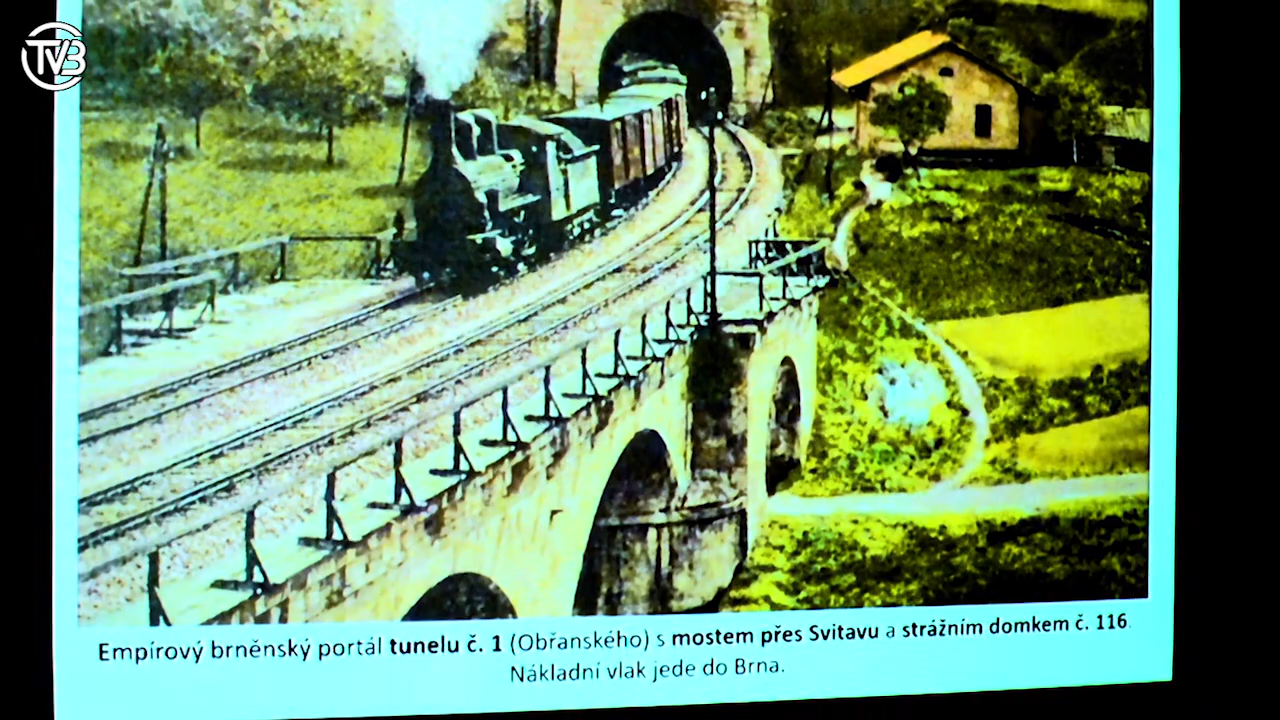 TVB
Empírový brněnský portál tunelu č. 1 (Obřanského) s mostem přes Svitavu a strážním domkem č. 116.
Nákladní vlak jede do Brna.